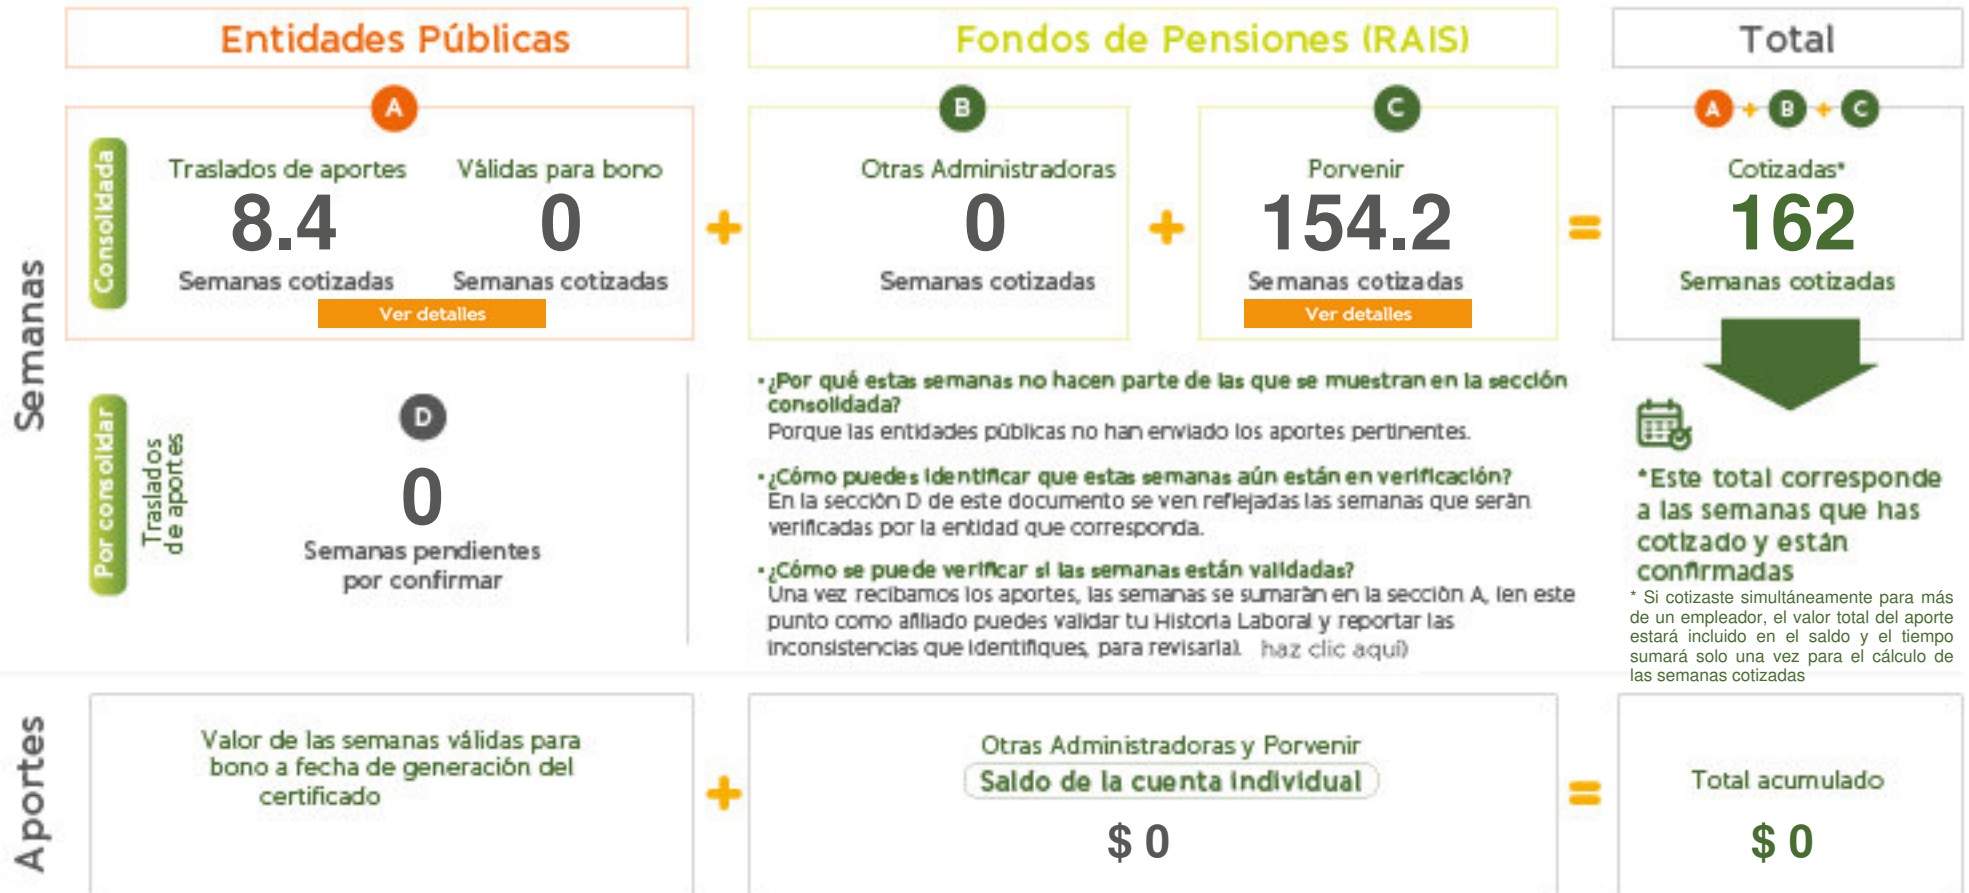 Entidades Públicas
Fondos de Pensiones (RAIS)
Total
Semanas
Consolidada
A
Traslados de aportes
8.4
Semanas cotizadas
Válidas para bono
0
Semanas cotizadas
Ver detalles
+
B
Otras Administradoras
0
Semanas cotizadas
+
C
Porvenir
154.2
Semanas cotizadas
Ver detalles
=
A + B + C
Cotizadas*
162
Semanas cotizadas
Por consolidar
Traslados
de aportes
D
0
Semanas pendientes
por confirmar
• ¿Por qué estas semanas no hacen parte de las que se muestran en la sección
consolidada?
Porque las entidades públicas no han enviado los aportes pertinentes.
• ¿Cómo puedes identificar que estas semanas aún están en verificación?
En la sección D de este documento se ven reflejadas las semanas que serán
verificadas por la entidad que corresponda.
• ¿Cómo se puede verificar si las semanas están validadas?
Una vez recibamos los aportes, las semanas se sumarán en la sección A, (en este
punto como afiliado puedes validar tu Historia Laboral y reportar las
inconsistencias que identifiques, para revisarla). haz clic aquí)
*Este total corresponde
a las semanas que has
cotizado y están
confirmadas
* Si cotizaste simultáneamente para más
de un empleador, el valor total del aporte
estará incluido en el saldo y el tiempo
sumará solo una vez para el cálculo de
las semanas cotizadas
Aportes
Valor de las semanas válidas para
bono a fecha de generación del
certificado
+
Otras Administradoras y Porvenir
Saldo de la cuenta individual
$ 0
=
Total acumulado
$ 0